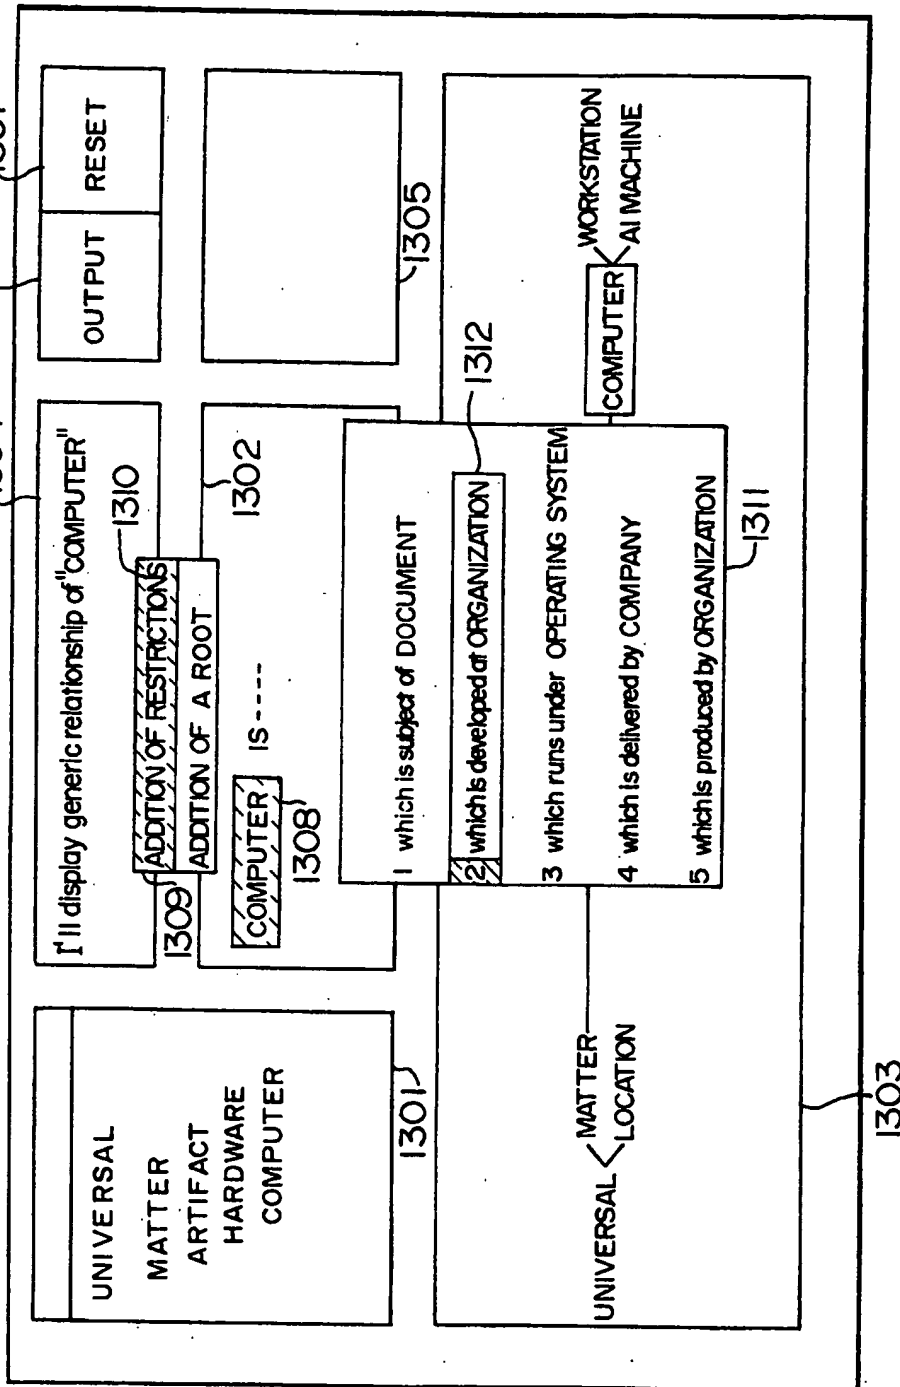 UNIVERSAL
MATTER
ARTIFACT
HARDWARE
COMPUTER
1301
I'll display generic relationship of "COMPUTER"
1309
1310
ADDITION OF RESTRICTIONS
ADDITION OF A ROOT
1302
COMPUTER IS----
1308
OUTPUT
RESET
1305
1312
1 which is subject of DOCUMENT
2 which is developed at ORGANIZATION
3 which runs under OPERATING SYSTEM
4 which is delivered by COMPANY
5 which is produced by ORGANIZATION
1311
UNIVERSAL
MATTER
LOCATION
COMPUTER
WORKSTATION
AI MACHINE
1303